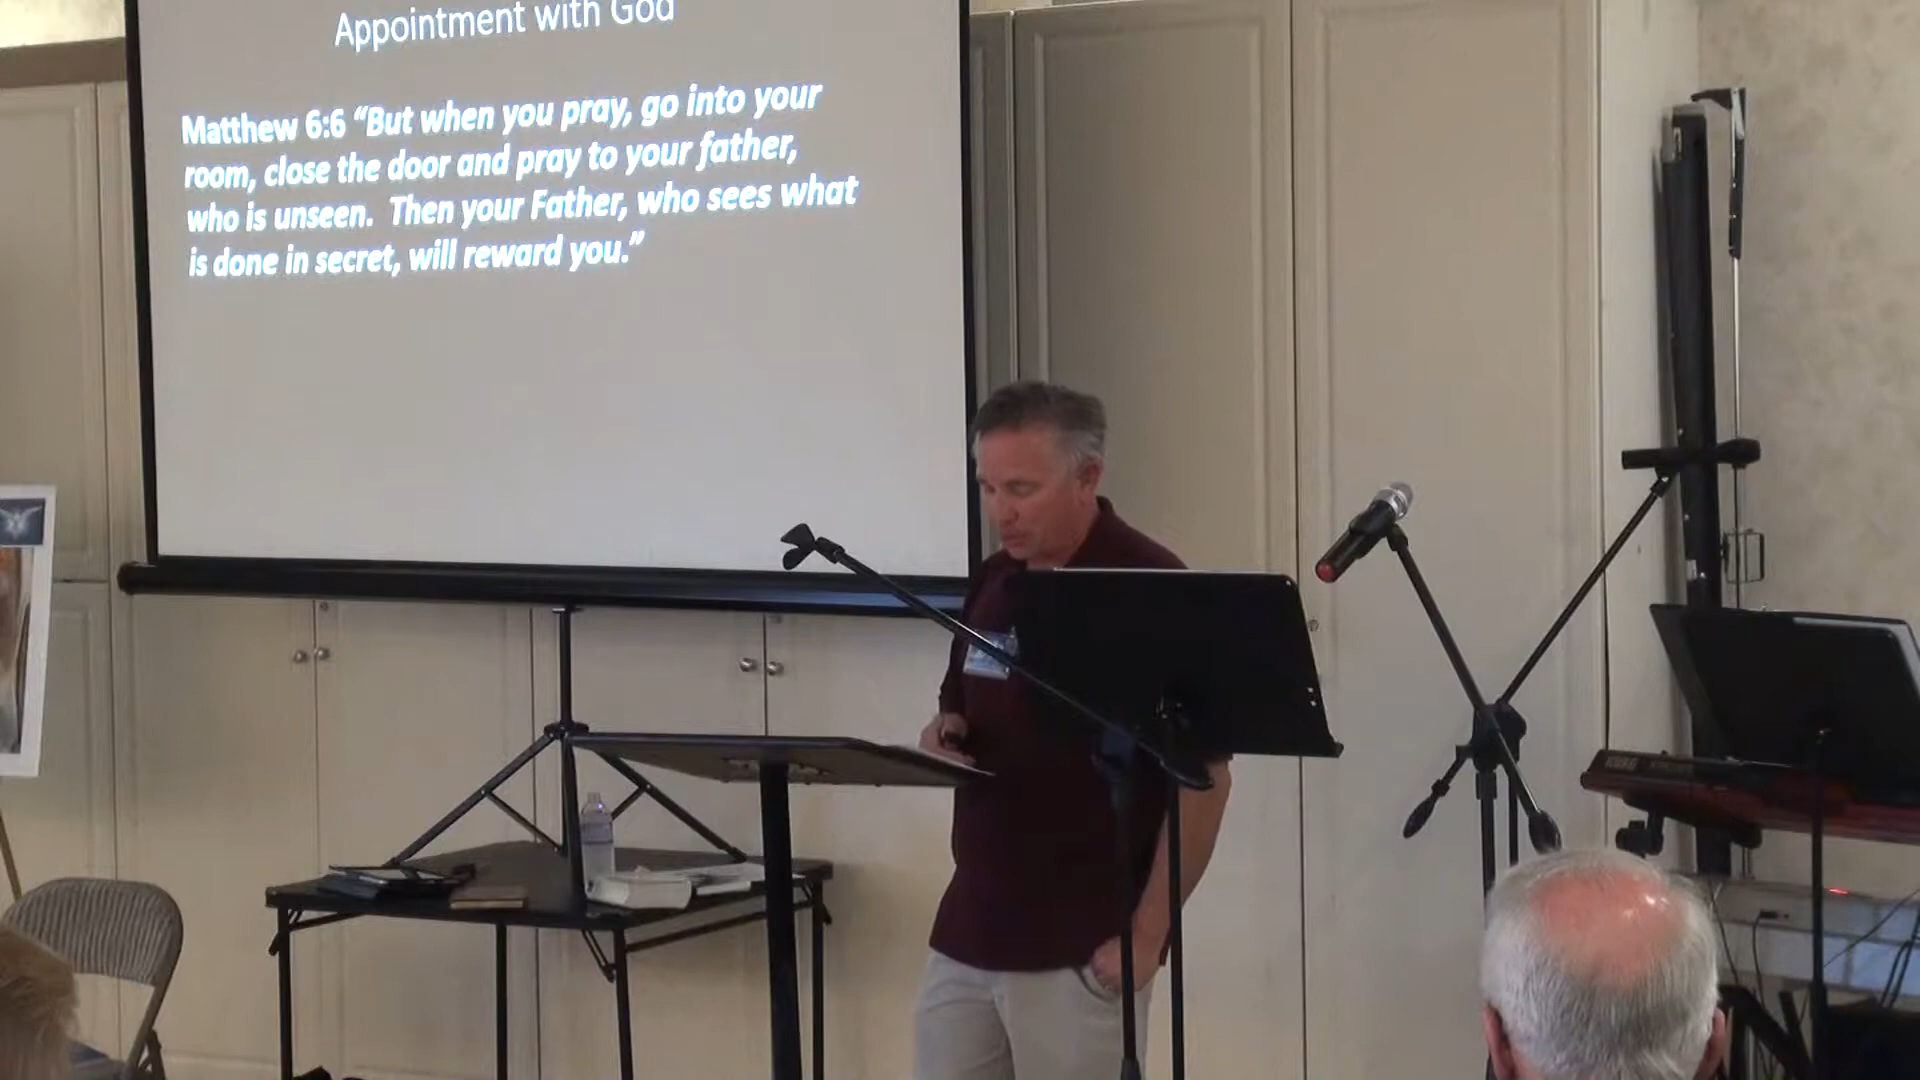 Appointment with God
Matthew 6:6 “But when you pray, go into your
room, close the door and pray to your father,
who is unseen. Then your Father, who sees what
is done in secret, will reward you.”
KORG